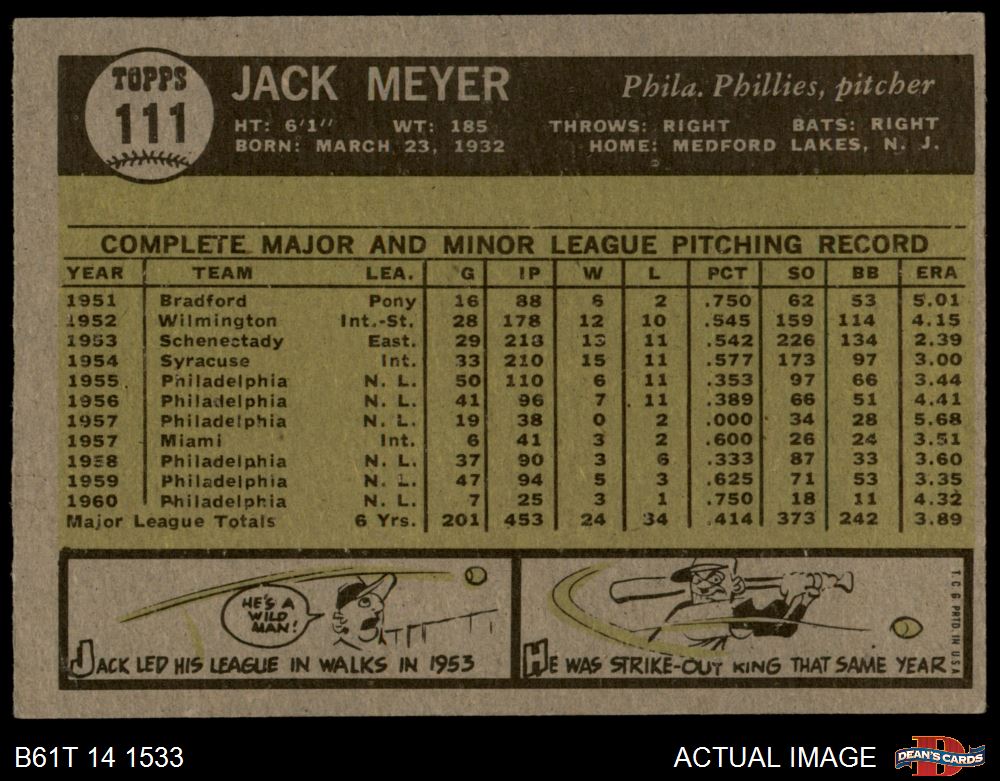 TOPPS
111
JACK MEYER
Phila. Phillies, pitcher
HT: 6'1" WT: 185 THROWS: RIGHT BATS: RIGHT
BORN: MARCH 23, 1932 HOME: MEDFORD LAKES, N. J.
COMPLETE MAJOR AND MINOR LEAGUE PITCHING RECORD
YEAR TEAM LEA. G IP W L PCT SO BB ERA
1951 Bradford Pony 16 88 6 2 .750 62 53 5.01
1952 Wilmington Int.-St. 28 178 12 10 .545 159 114 4.15
1953 Schenectady East. 29 213 13 11 .542 226 134 2.39
1954 Syracuse Int. 33 210 15 11 .577 173 97 3.00
1955 Philadelphia N. L. 50 110 6 11 .353 97 66 3.44
1956 Philadelphia N. L. 41 96 7 11 .389 66 51 4.41
1957 Philadelphia N. L. 19 38 0 2 .000 34 28 5.68
1957 Miami Int. 6 41 3 2 .600 26 24 3.51
1958 Philadelphia N. L. 37 90 3 6 .333 87 33 3.60
1959 Philadelphia N. L. 47 94 5 3 .625 71 53 3.35
1960 Philadelphia N. L. 7 25 3 1 .750 18 11 4.32
Major League Totals 6 Yrs. 201 453 24 34 .414 373 242 3.89
HE'S A
WILD
MAN!
JACK LED HIS LEAGUE IN WALKS IN 1953
HE WAS STRIKE-OUT KING THAT SAME YEAR
T. C. G PRTD. IN U.S.A.
B61T 14 1533
ACTUAL IMAGE
D
DEAN'S CARDS